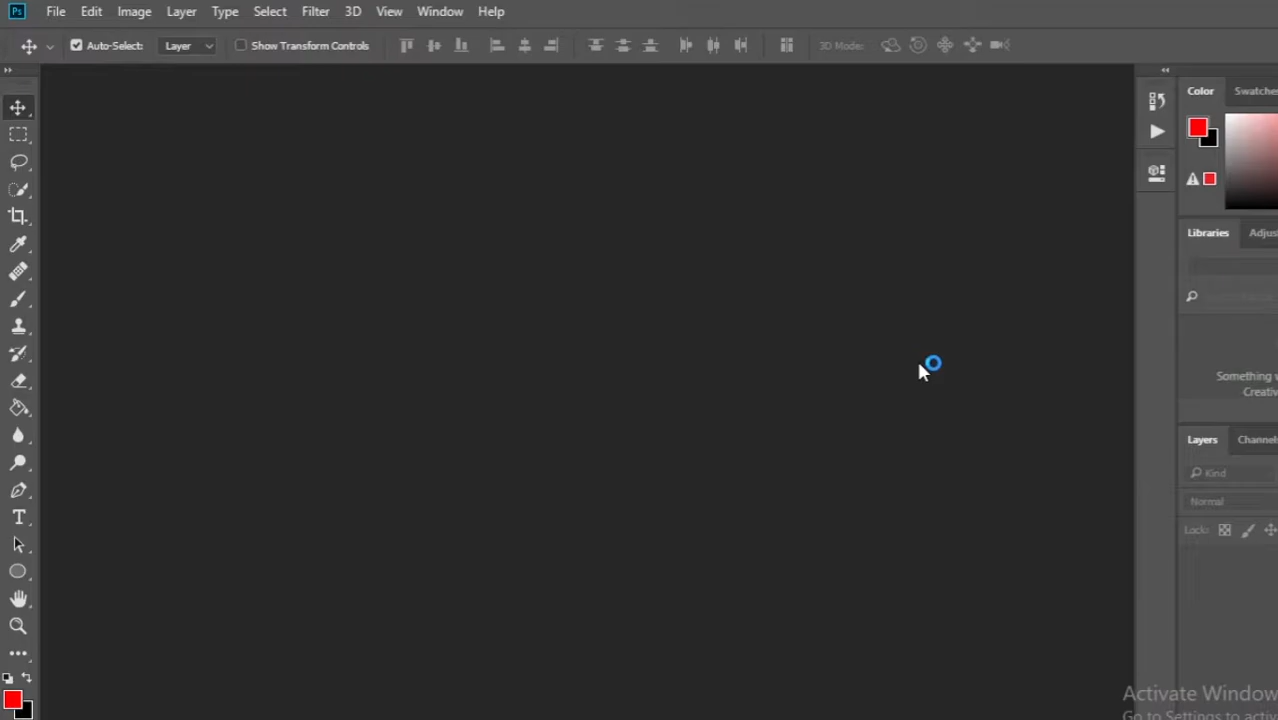 Ps File Edit Image Layer Type Select Filter 3D View Window Help
Auto-Select: Layer Show Transform Controls 3D Mode:
Color Swatches
Libraries Adjus
Something w
Creativ
Layers Channel
Kind
Normal
Lock:
T
Activate Window
Go to Settings to activ